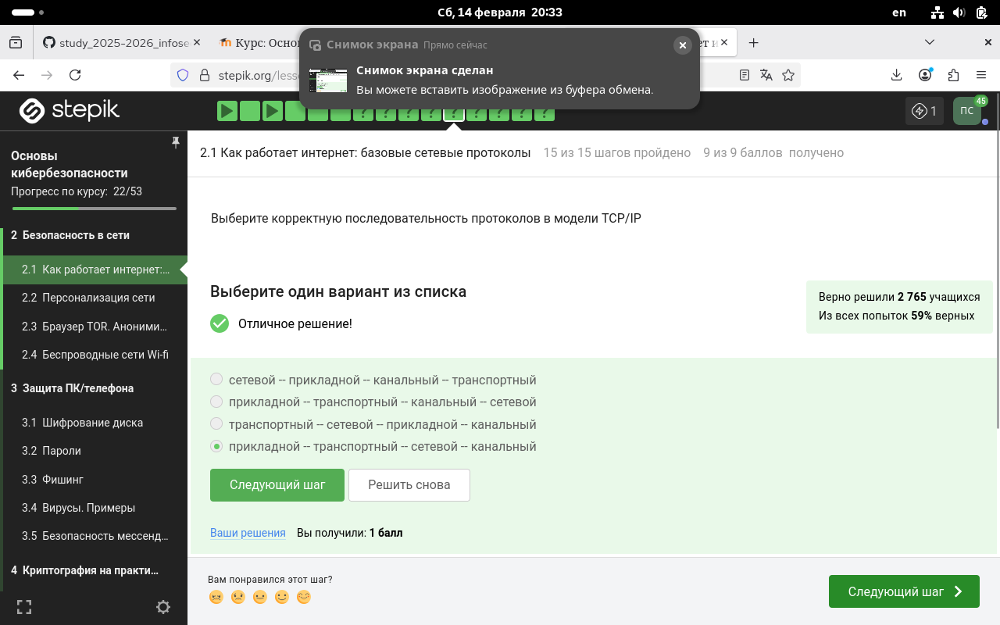 Сб, 14 февраля 20:33
en
study_2025-2026_infose
Курс: Осно
Снимок экрана Прямо сейчас
Снимок экрана сделан
Вы можете вставить изображение из буфера обмена.
stepik.org/less
stepik
1
ПС
45
Основы кибербезопасности
Прогресс по курсу: 22/53
2 Безопасность в сети
2.1 Как работает интернет:...
2.2 Персонализация сети
2.3 Браузер TOR. Аноними...
2.4 Беспроводные сети Wi-fi
3 Защита ПК/телефона
3.1 Шифрование диска
3.2 Пароли
3.3 Фишинг
3.4 Вирусы. Примеры
3.5 Безопасность мессенд...
4 Криптография на практи...
2.1 Как работает интернет: базовые сетевые протоколы 15 из 15 шагов пройдено 9 из 9 баллов получено
Выберите корректную последовательность протоколов в модели TCP/IP
Выберите один вариант из списка
Отличное решение!
Верно решили 2 765 учащихся
Из всех попыток 59% верных
сетевой -- прикладной -- канальный -- транспортный
прикладной -- транспортный -- канальный -- сетевой
транспортный -- сетевой -- прикладной -- канальный
прикладной -- транспортный -- сетевой -- канальный
Следующий шаг
Решить снова
Ваши решения Вы получили: 1 балл
Вам понравился этот шаг?
Следующий шаг